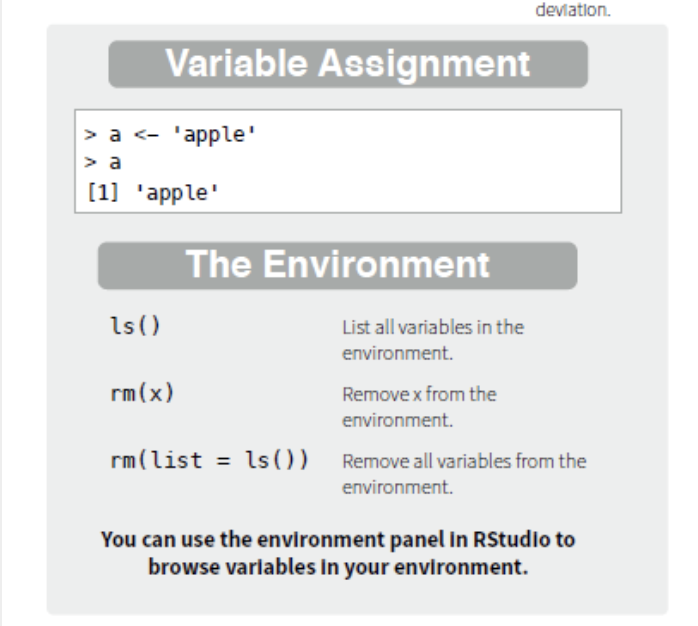 deviation.
Variable Assignment
> a <- 'apple'
> a
[1] 'apple'
The Environment
ls()
List all variables in the
environment.
rm(x)
Remove x from the
environment.
rm(list = ls())
Remove all variables from the
environment.
You can use the environment panel in RStudio to
browse variables in your environment.